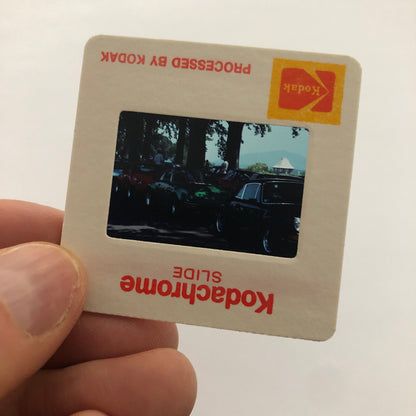 Kodachrome
SLIDE
Kodak
PROCESSED BY KODAK